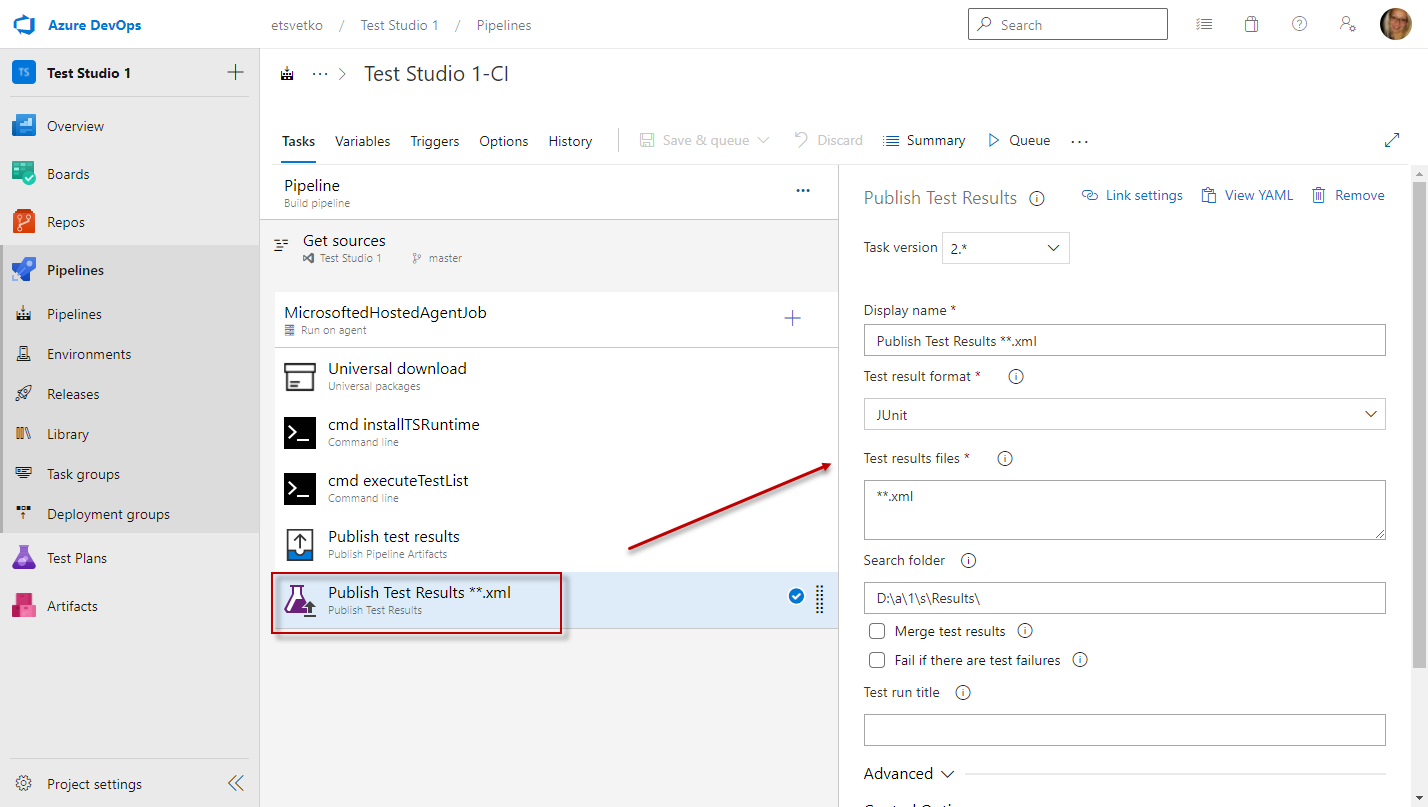 Azure DevOps
etsvetko / Test Studio 1 / Pipelines
Search
TS Test Studio 1
Overview
Boards
Repos
Pipelines
Pipelines
Environments
Releases
Library
Task groups
Deployment groups
Test Plans
Artifacts
Project settings
··· > Test Studio 1-CI
Tasks Variables Triggers Options History Save & queue Discard Summary Queue ···
Pipeline ···
Build pipeline
Get sources
Test Studio 1 master
MicrosoftedHostedAgentJob
Run on agent
Universal download
Universal packages
cmd installTSRuntime
Command line
cmd executeTestList
Command line
Publish test results
Publish Pipeline Artifacts
Publish Test Results **.xml
Publish Test Results
Publish Test Results Link settings View YAML Remove
Task version 2.*
Display name *
Publish Test Results **.xml
Test result format *
JUnit
Test results files *
**.xml
Search folder
D:\a\1\s\Results\
Merge test results
Fail if there are test failures
Test run title
Advanced